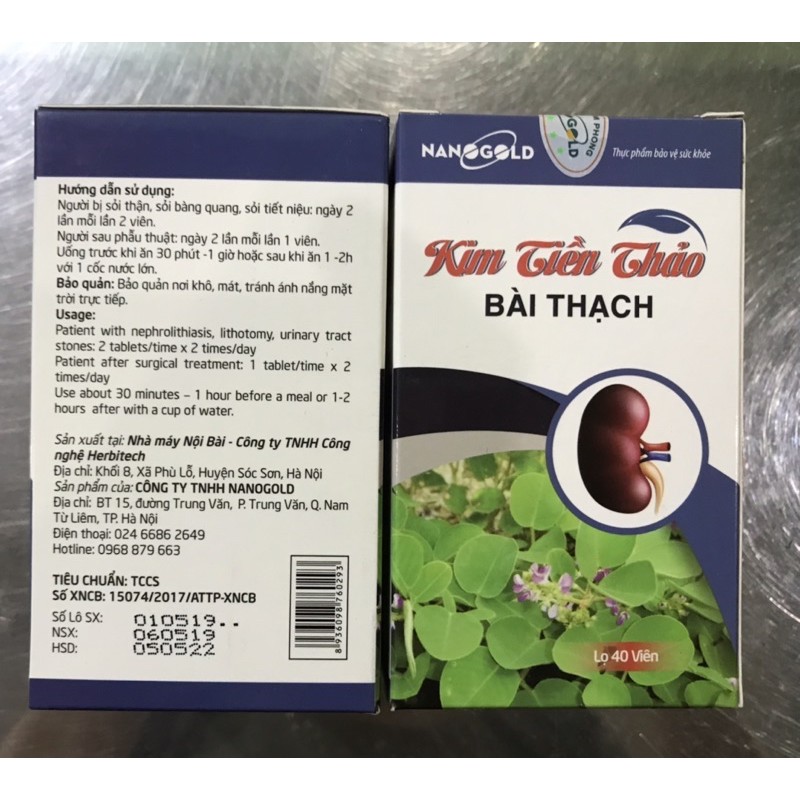 Hướng dẫn sử dụng:
Người bị sỏi thận, sỏi bàng quang, sỏi tiết niệu: ngày 2
lần mỗi lần 2 viên.
Người sau phẫu thuật: ngày 2 lần mỗi lần 1 viên.
Uống trước khi ăn 30 phút -1 giờ hoặc sau khi ăn 1 -2h
với 1 cốc nước lớn.
Bảo quản: Bảo quản nơi khô, mát, tránh ánh nắng mặt
trời trực tiếp.
Usage:
Patient with nephrolithiasis, lithotomy, urinary tract
stones: 2 tablets/time x 2 times/day
Patient after surgical treatment: 1 tablet/time x 2
times/day
Use about 30 minutes – 1 hour before a meal or 1-2
hours after with a cup of water.
Sản xuất tại: Nhà máy Nội Bài - Công ty TNHH Công
nghệ Herbitech
Địa chỉ: Khối 8, Xã Phù Lỗ, Huyện Sóc Sơn, Hà Nội
Sản phẩm của: CÔNG TY TNHH NANOGOLD
Địa chỉ: BT 15, đường Trung Văn, P. Trung Văn, Q. Nam
Từ Liêm, TP. Hà Nội
Điện thoại: 024 6686 2649
Hotline: 0968 879 663
TIÊU CHUẨN: TCCS
Số XNCB: 15074/2017/ATTP-XNCB
Số Lô SX: 010519..
NSX: 060519
HSD: 050522
8 936098 760293
NANOGOLD
PHONG
GOLD
Thực phẩm bảo vệ sức khỏe
Kim Tiền Thảo
BÀI THẠCH
Lọ 40 Viên